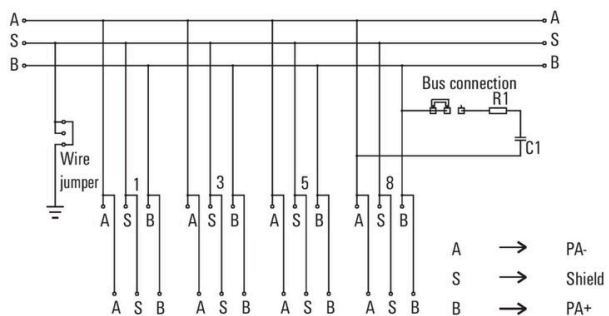 A A
S S
B B
Bus connection
R1
C1
Wire
jumper
1 3 5 8
A S B A S B A S B A S B
A S B A S B A S B A S B
A → PA-
S → Shield
B → PA+